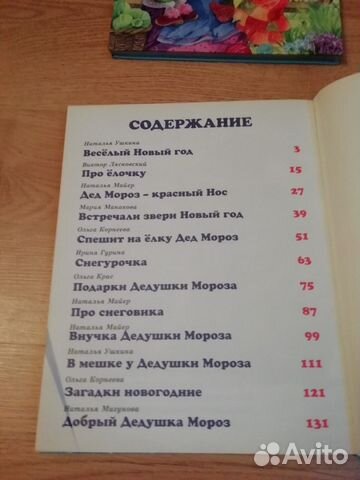 СОДЕРЖАНИЕ
Наталья Ушкина
Весёлый Новый год 3
Виктор Лясковский
Про ёлочку 15
Наталья Майер
Дед Мороз – красный Нос 27
Мария Манакова
Встречали звери Новый год 39
Ольга Корнеева
Спешит на ёлку Дед Мороз 51
Ирина Гурина
Снегурочка 63
Ольга Крас
Подарки Дедушки Мороза 75
Наталья Майер
Про снеговика 87
Наталья Майер
Внучка Дедушки Мороза 99
Наталья Ушкина
В мешке у Дедушки Мороза 111
Ольга Корнеева
Загадки новогодние 121
Наталья Мигунова
Добрый Дедушка Мороз 131
Avito